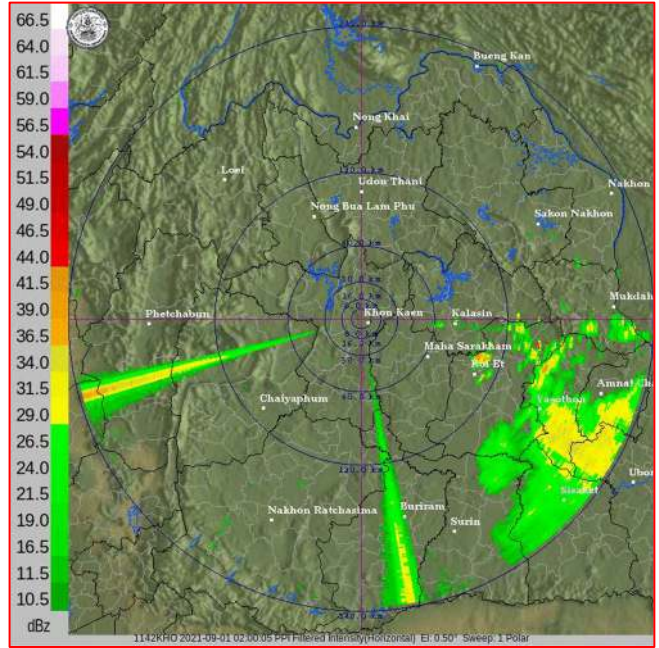 66.5
64.0
61.5
59.0
56.5
54.0
51.5
49.0
46.5
44.0
41.5
39.0
36.5
34.0
31.5
29.0
26.5
24.0
21.5
19.0
16.5
14.0
11.5
10.5
dBz
Bueng Kan
Nong Khai
Loei
Udon Thani
Nakhon
Nong Bua Lam Phu
Sakon Nakhon
Mukdah
Phetchabun
Khon Kaen
Kalasin
Maha Sarakham
Roi-Et
Amnat Cha
Chaiyaphum
Yasothon
120.0 km
Ubon
Sisaket
Nakhon Ratchasima
Buriram
Surin
1142KHO 2021-09-01 02:00:05 PPI Filtered Intensity(Horizontal) El: 0.50° Sweep: 1 Polar